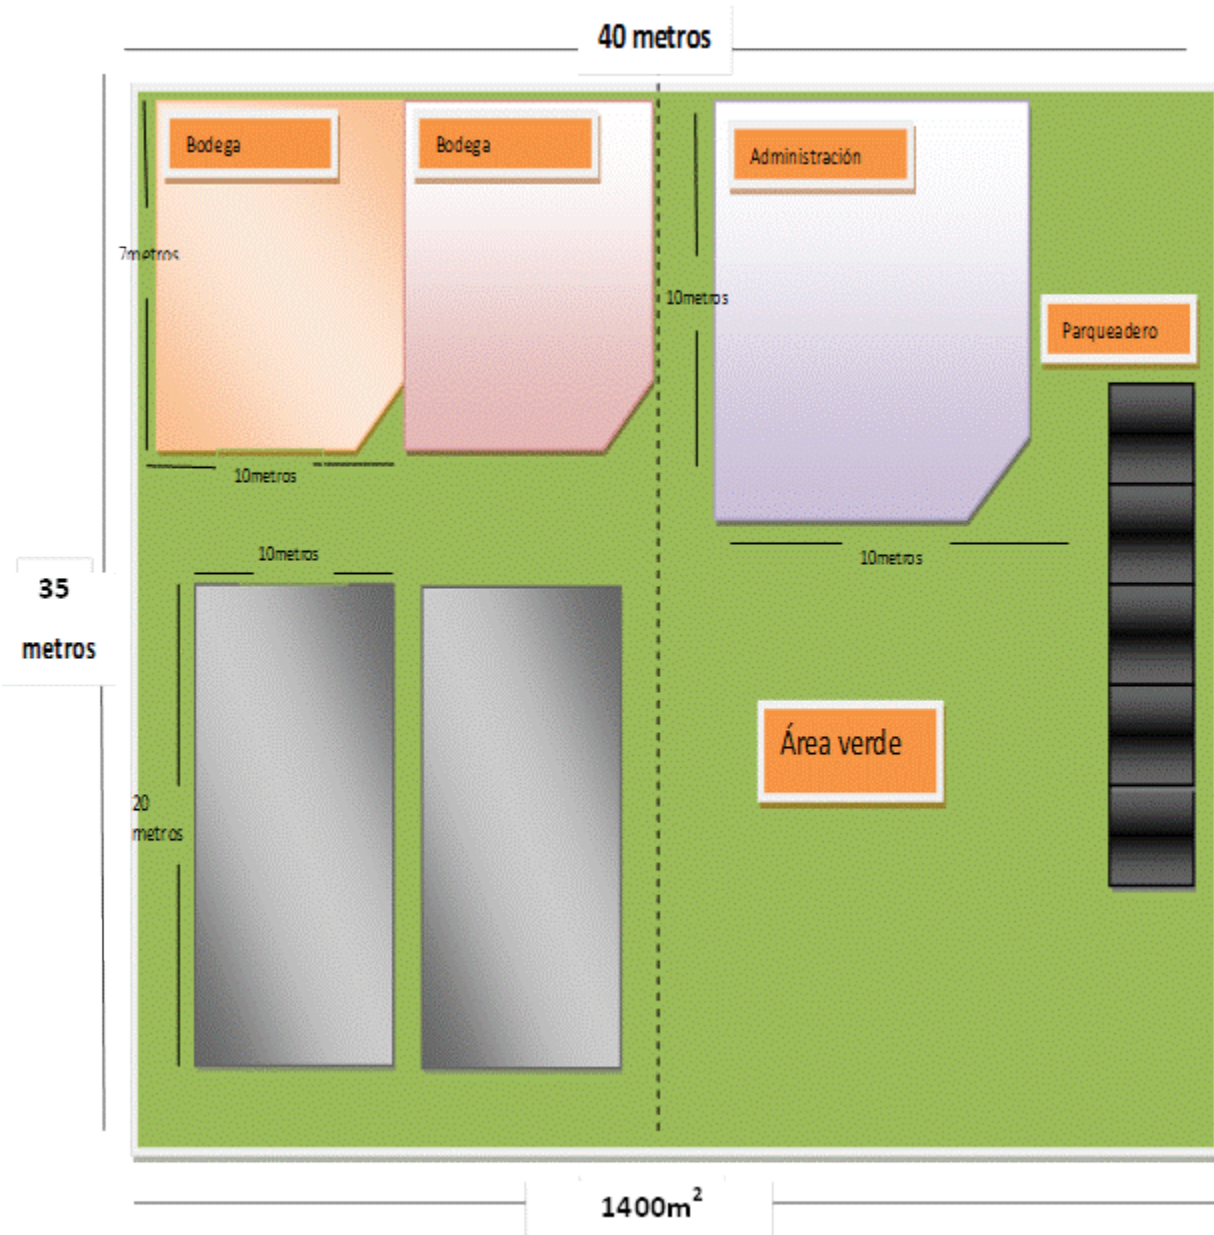 40 metros
Bodega
Bodega
Administración
7metros
10metros
Parqueadero
10metros
10metros
10metros
35
metros
Área verde
20
metros
1400m²